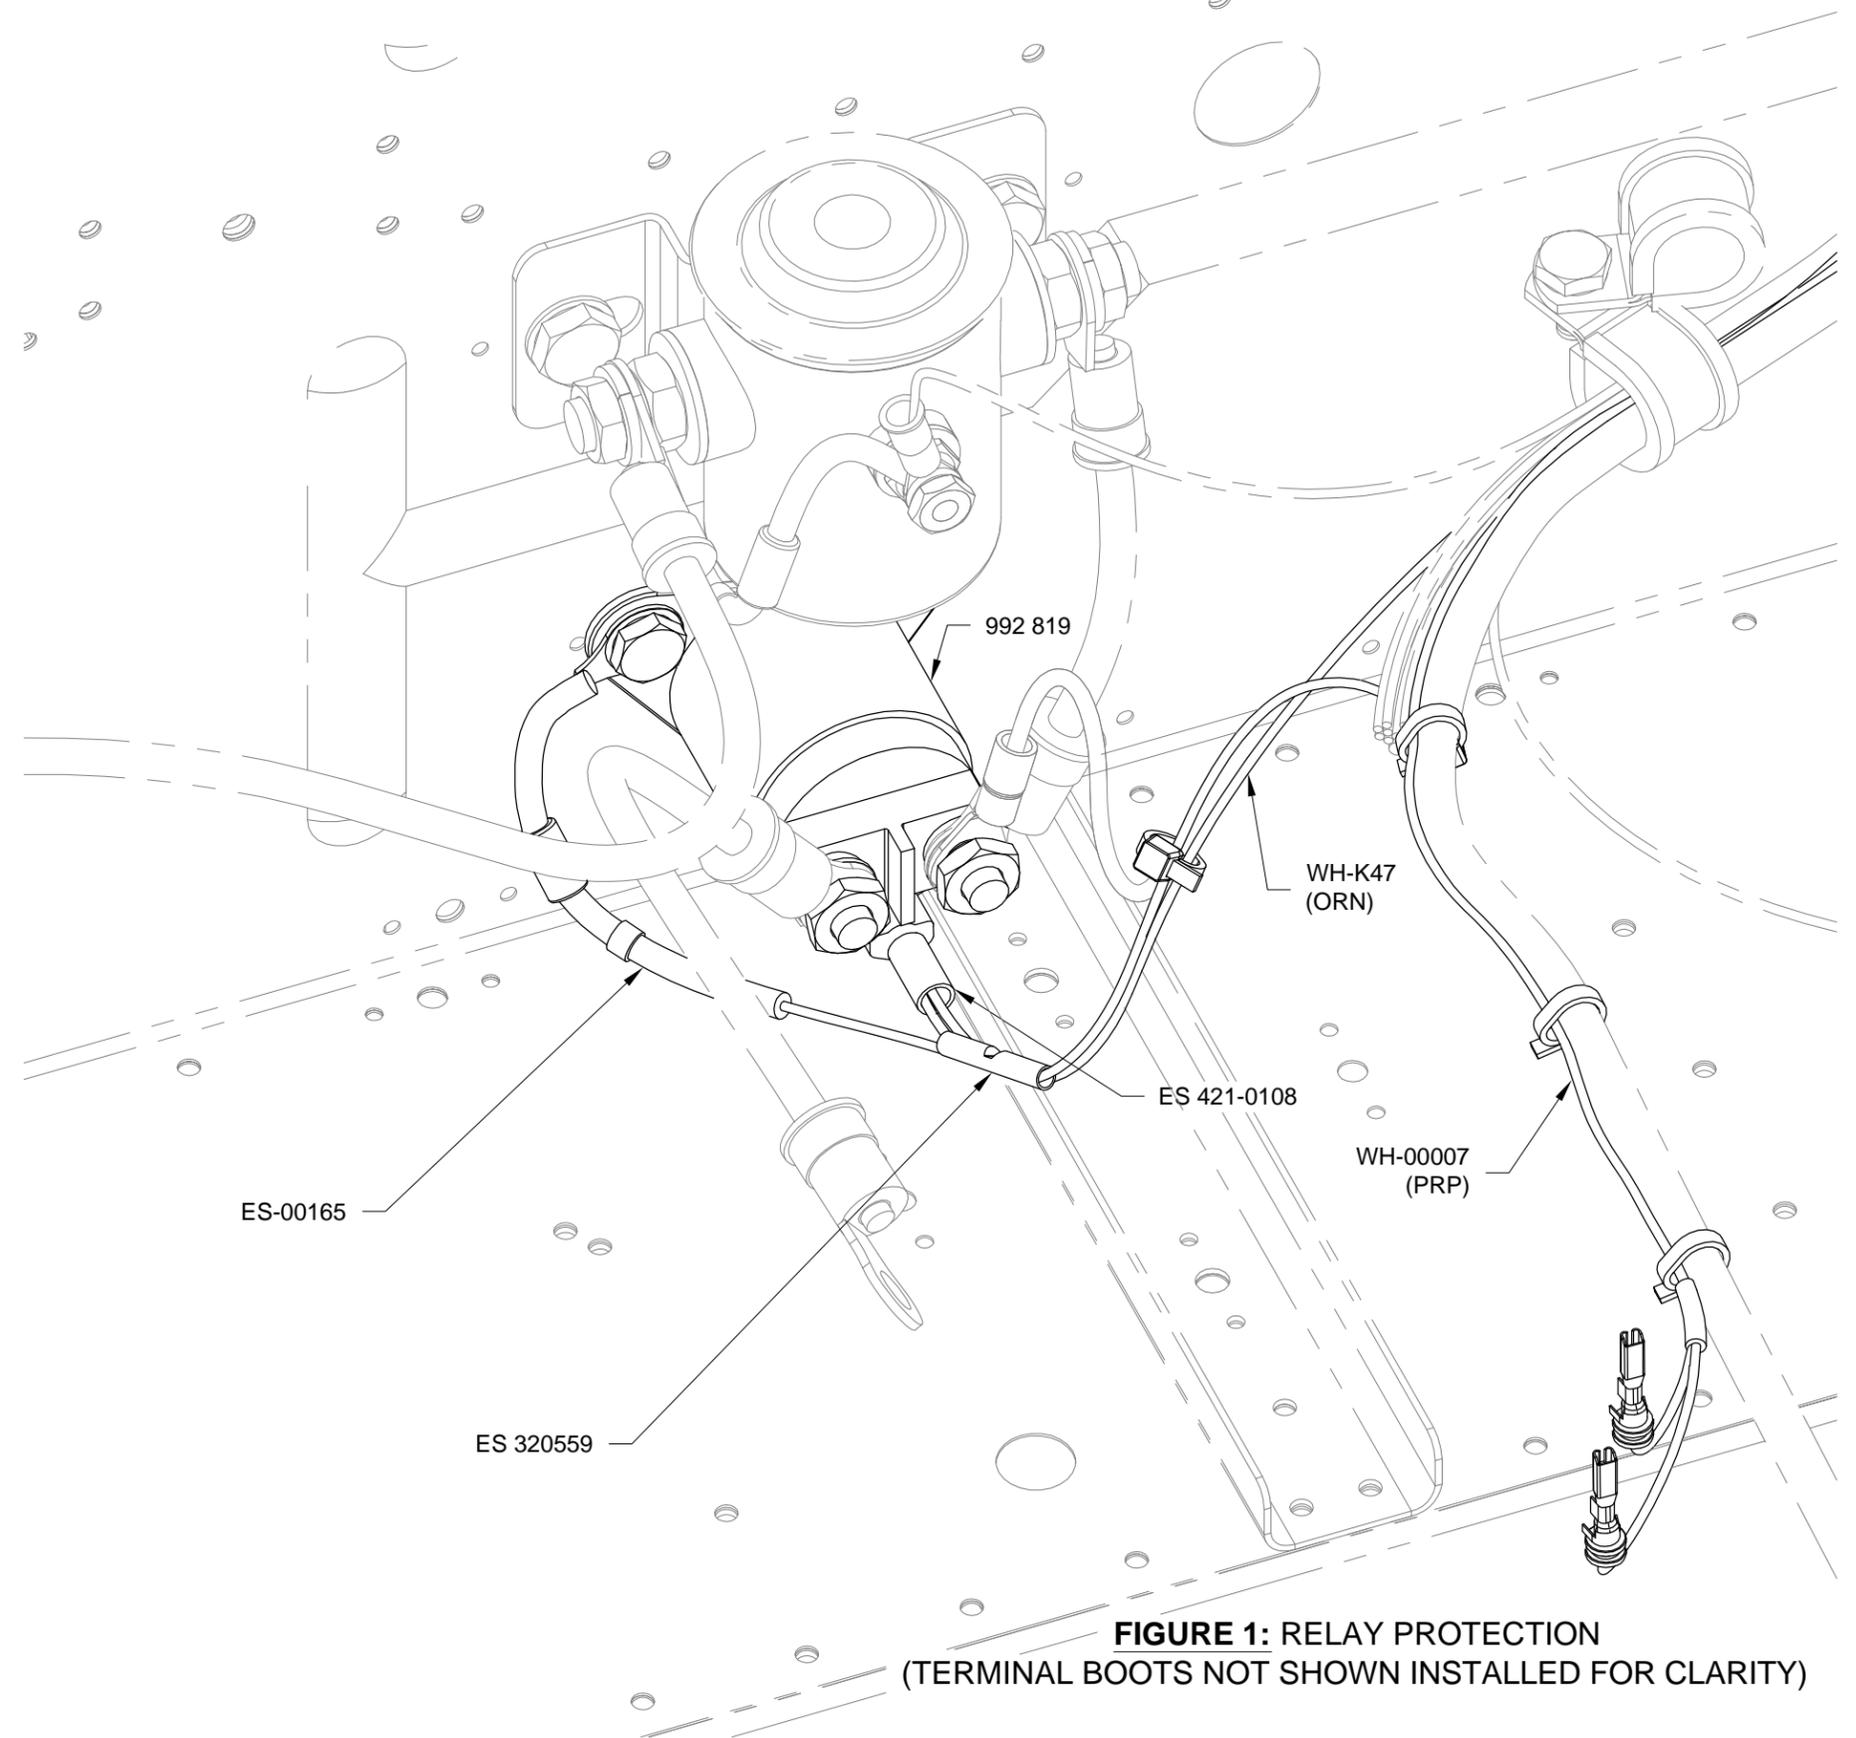 992 819
WH-K47
(ORN)
ES 421-0108
WH-00007
(PRP)
ES-00165
ES 320559
FIGURE 1: RELAY PROTECTION
(TERMINAL BOOTS NOT SHOWN INSTALLED FOR CLARITY)